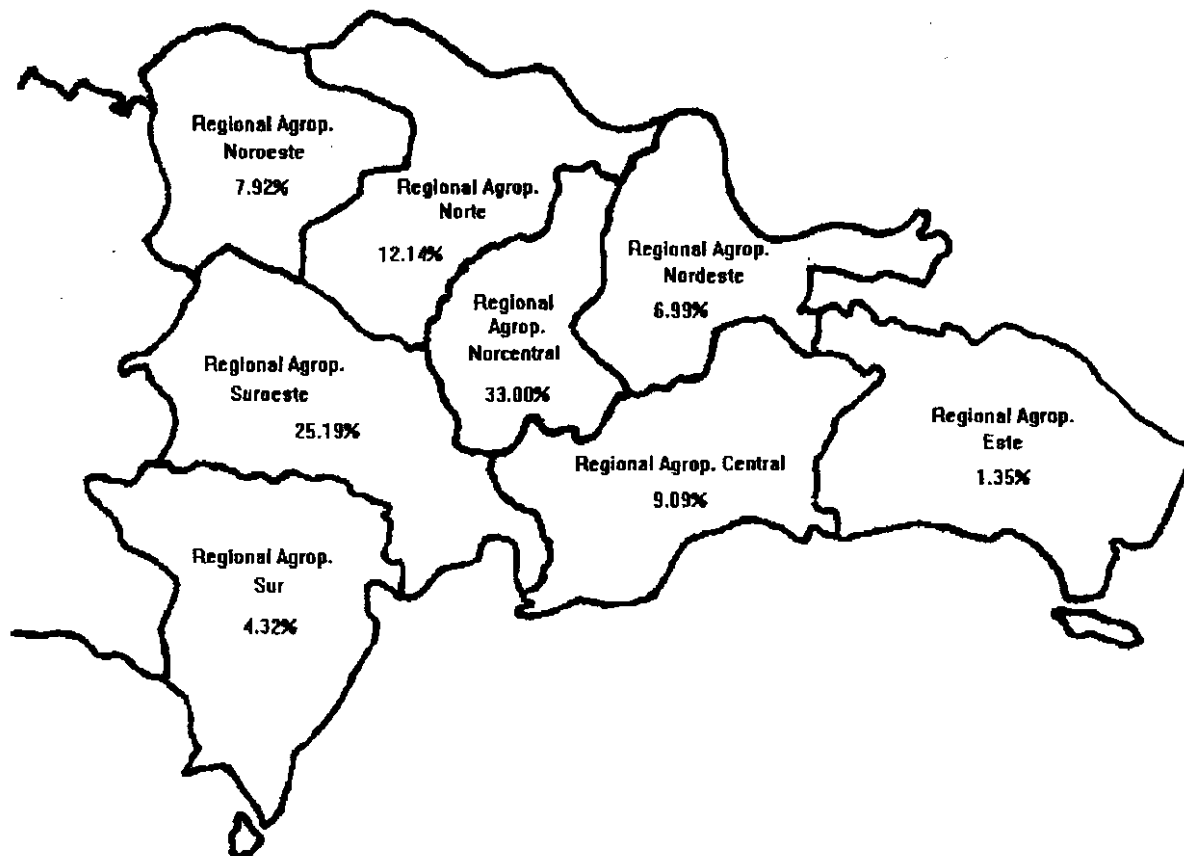 Regional Agrop.
Noroeste
7.92%
Regional Agrop.
Norte
12.14%
Regional Agrop.
Nordeste
6.99%
Regional
Agrop.
Norcentral
33.00%
Regional Agrop.
Suroeste
25.19%
Regional Agrop.
Este
1.35%
Regional Agrop. Central
9.09%
Regional Agrop.
Sur
4.32%